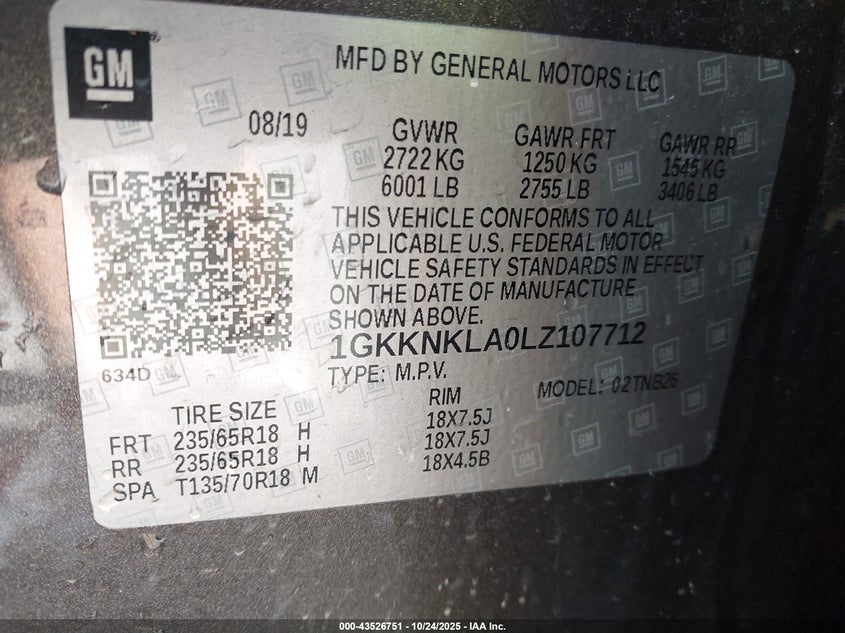 GM
MFD BY GENERAL MOTORS LLC
08/19
GVWR GAWR FRT GAWR RR
2722 KG 1250 KG 1545 KG
6001 LB 2755 LB 3406 LB
THIS VEHICLE CONFORMS TO ALL
APPLICABLE U.S. FEDERAL MOTOR
VEHICLE SAFETY STANDARDS IN EFFECT
ON THE DATE OF MANUFACTURE
SHOWN ABOVE.
1GKKNKLA0LZ107712
634D
TYPE: M.P.V. MODEL: 02TNB26
TIRE SIZE RIM
FRT 235/65R18 H 18X7.5J
RR 235/65R18 H 18X7.5J
SPA T135/70R18 M 18X4.5B
000-43526751 - 10/24/2025 - IAA Inc.